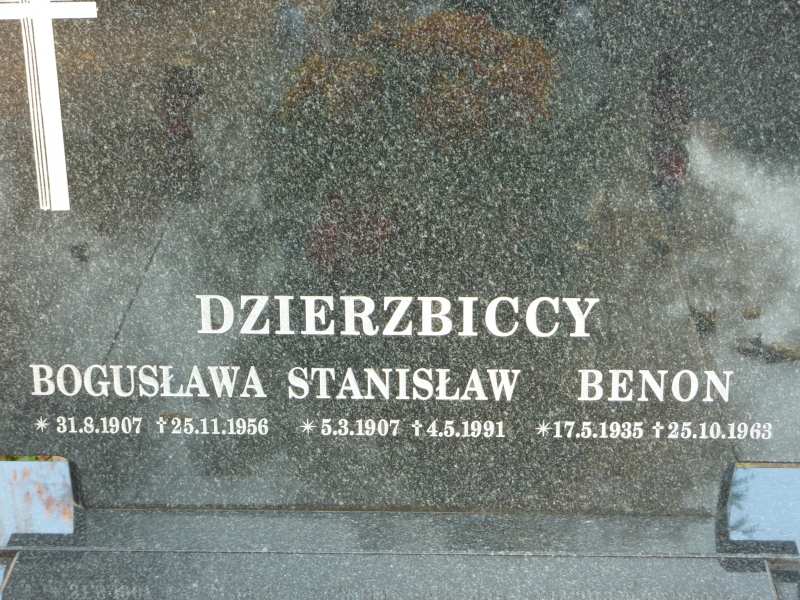 DZIERZBICCY
BOGUSŁAWA STANISŁAW BENON
* 31.8.1907 † 25.11.1956 * 5.3.1907 † 4.5.1991 * 17.5.1935 † 25.10.1963